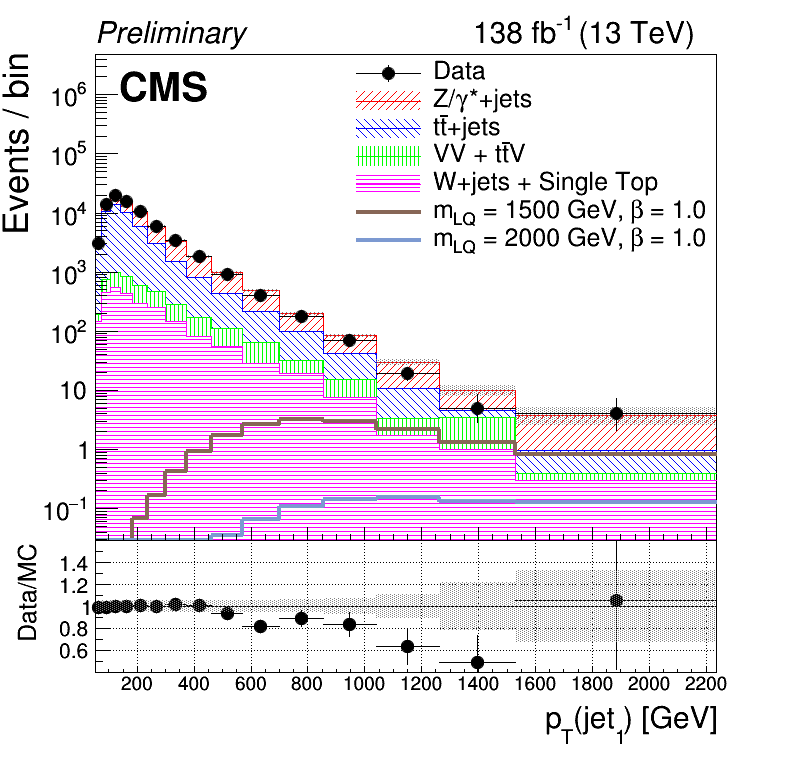 Preliminary 138 fb⁻¹ (13 TeV)
CMS
Data
Z/γ*+jets
tt̄+jets
VV + tt̄V
W+jets + Single Top
m_LQ = 1500 GeV, β = 1.0
m_LQ = 2000 GeV, β = 1.0
Events / bin
10⁶
10⁵
10⁴
10³
10²
10
1
10⁻¹
Data/MC
1.4
1.2
1
0.8
0.6
200 400 600 800 1000 1200 1400 1600 1800 2000 2200
p_T(jet_1) [GeV]